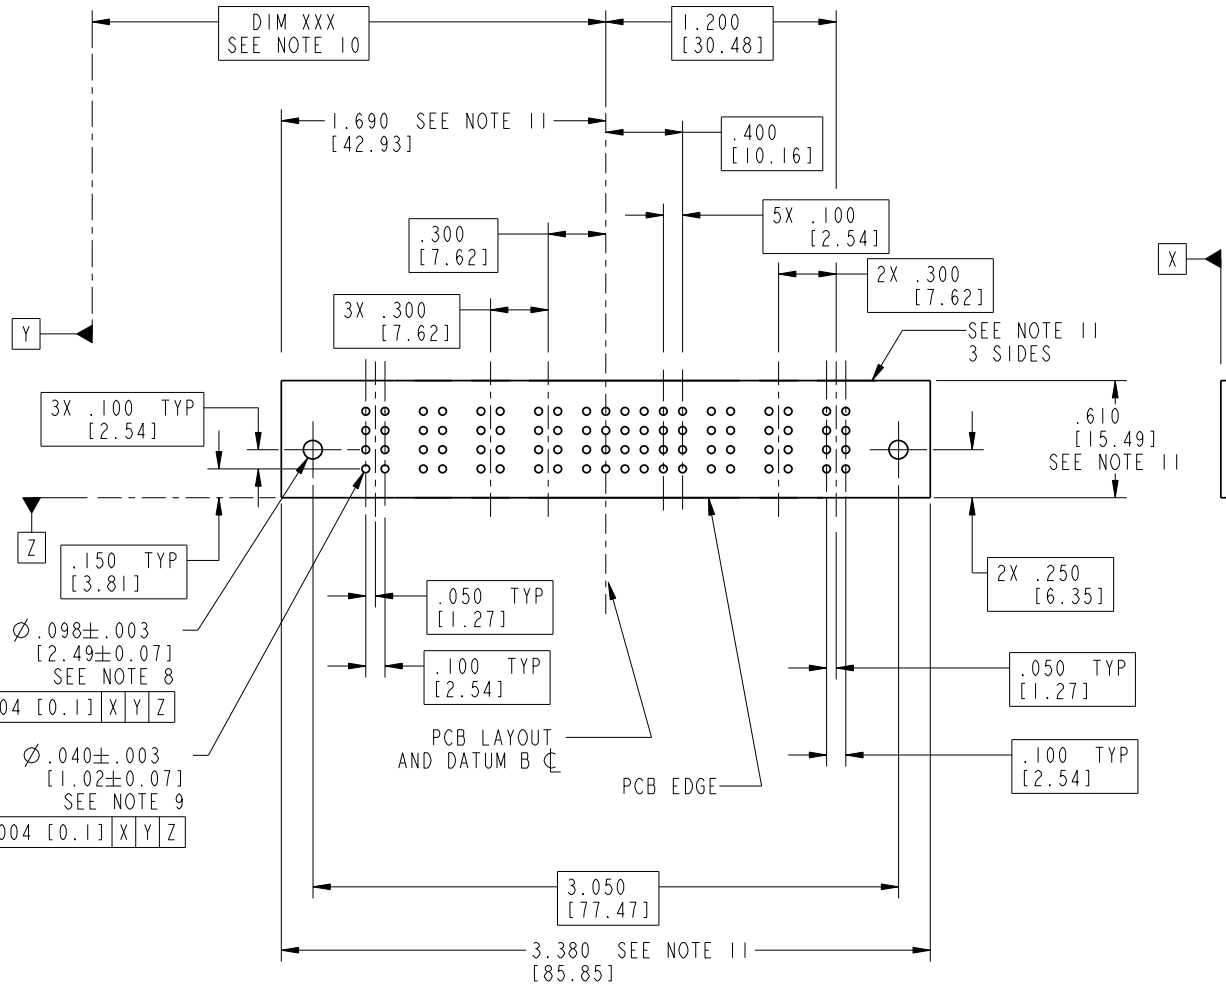 DIM XXX
SEE NOTE 10
1.200
[30.48]
1.690 SEE NOTE 11
[42.93]
.400
[10.16]
5X .100
[2.54]
.300
[7.62]
2X .300
[7.62]
X
3X .300
[7.62]
Y
SEE NOTE 11
3 SIDES
3X .100 TYP
[2.54]
.610
[15.49]
SEE NOTE 11
Z
.150 TYP
[3.81]
2X .250
[6.35]
.050 TYP
[1.27]
Ø.098±.003
[2.49±0.07]
SEE NOTE 8
04 [0.1] X Y Z
.100 TYP
[2.54]
.050 TYP
[1.27]
PCB LAYOUT
AND DATUM B ℄
Ø.040±.003
[1.02±0.07]
SEE NOTE 9
004 [0.1] X Y Z
PCB EDGE
.100 TYP
[2.54]
3.050
[77.47]
3.380 SEE NOTE 11
[85.85]